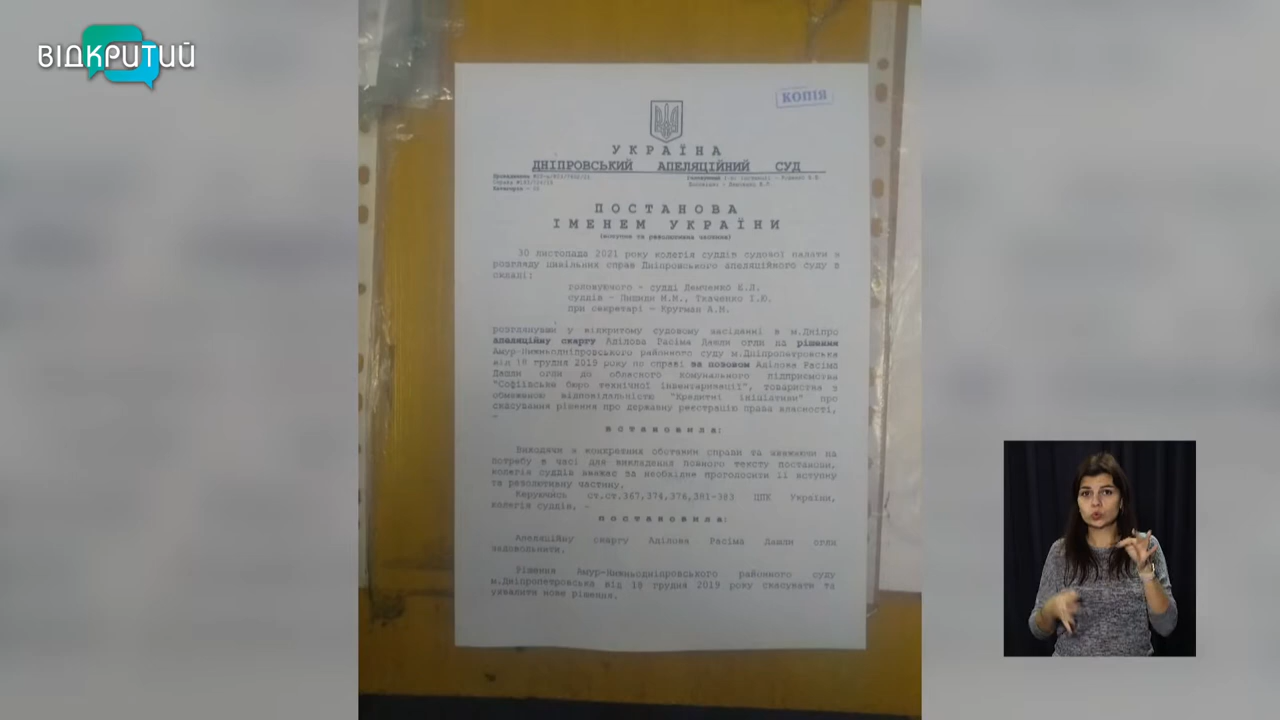 ВІДКРИТИЙ
КОПІЯ
УКРАЇНА
ДНІПРОВСЬКИЙ АПЕЛЯЦІЙНИЙ СУД
ПОСТАНОВА
ІМЕНЕМ УКРАЇНИ
(вступна та резолютивна частина)
30 листопада 2021 року колегія суддів судової палати з
розгляду цивільних справ Дніпровського апеляційного суду в
складі:
головуючого - судді Демченко Е.Л.
суддів - Пищиди М.М., Ткаченко І.Ю.
при секретарі - Кругман А.М.
розглянувши у відкритому судовому засіданні в м.Дніпро
апеляційну скаргу Аділова Расіма Дашли огли на рішення
Амур-Нижньодніпровського районного суду м.Дніпропетровська
від 18 грудня 2019 року по справі за позовом Аділова Расіма
Дашли огли до обласного комунального підприємства
"Софіївське бюро технічної інвентаризації", товариства з
обмеженою відповідальністю "Кредитні ініціативи" про
скасування рішення про державну реєстрацію права власності,
-
встановила:
Виходячи з конкретних обставин справи та зважаючи на
потребу в часі для викладення повного тексту постанови,
колегія суддів вважає за необхідне проголосити її вступну
та резолютивну частину.
Керуючись ст.ст.367,374,376,381-383 ЦПК України,
колегія суддів, -
постановила:
Апеляційну скаргу Аділова Расіма Дашли огли
задовольнити.
Рішення Амур-Нижньодніпровського районного суду
м.Дніпропетровська від 18 грудня 2019 року скасувати та
ухвалити нове рішення.